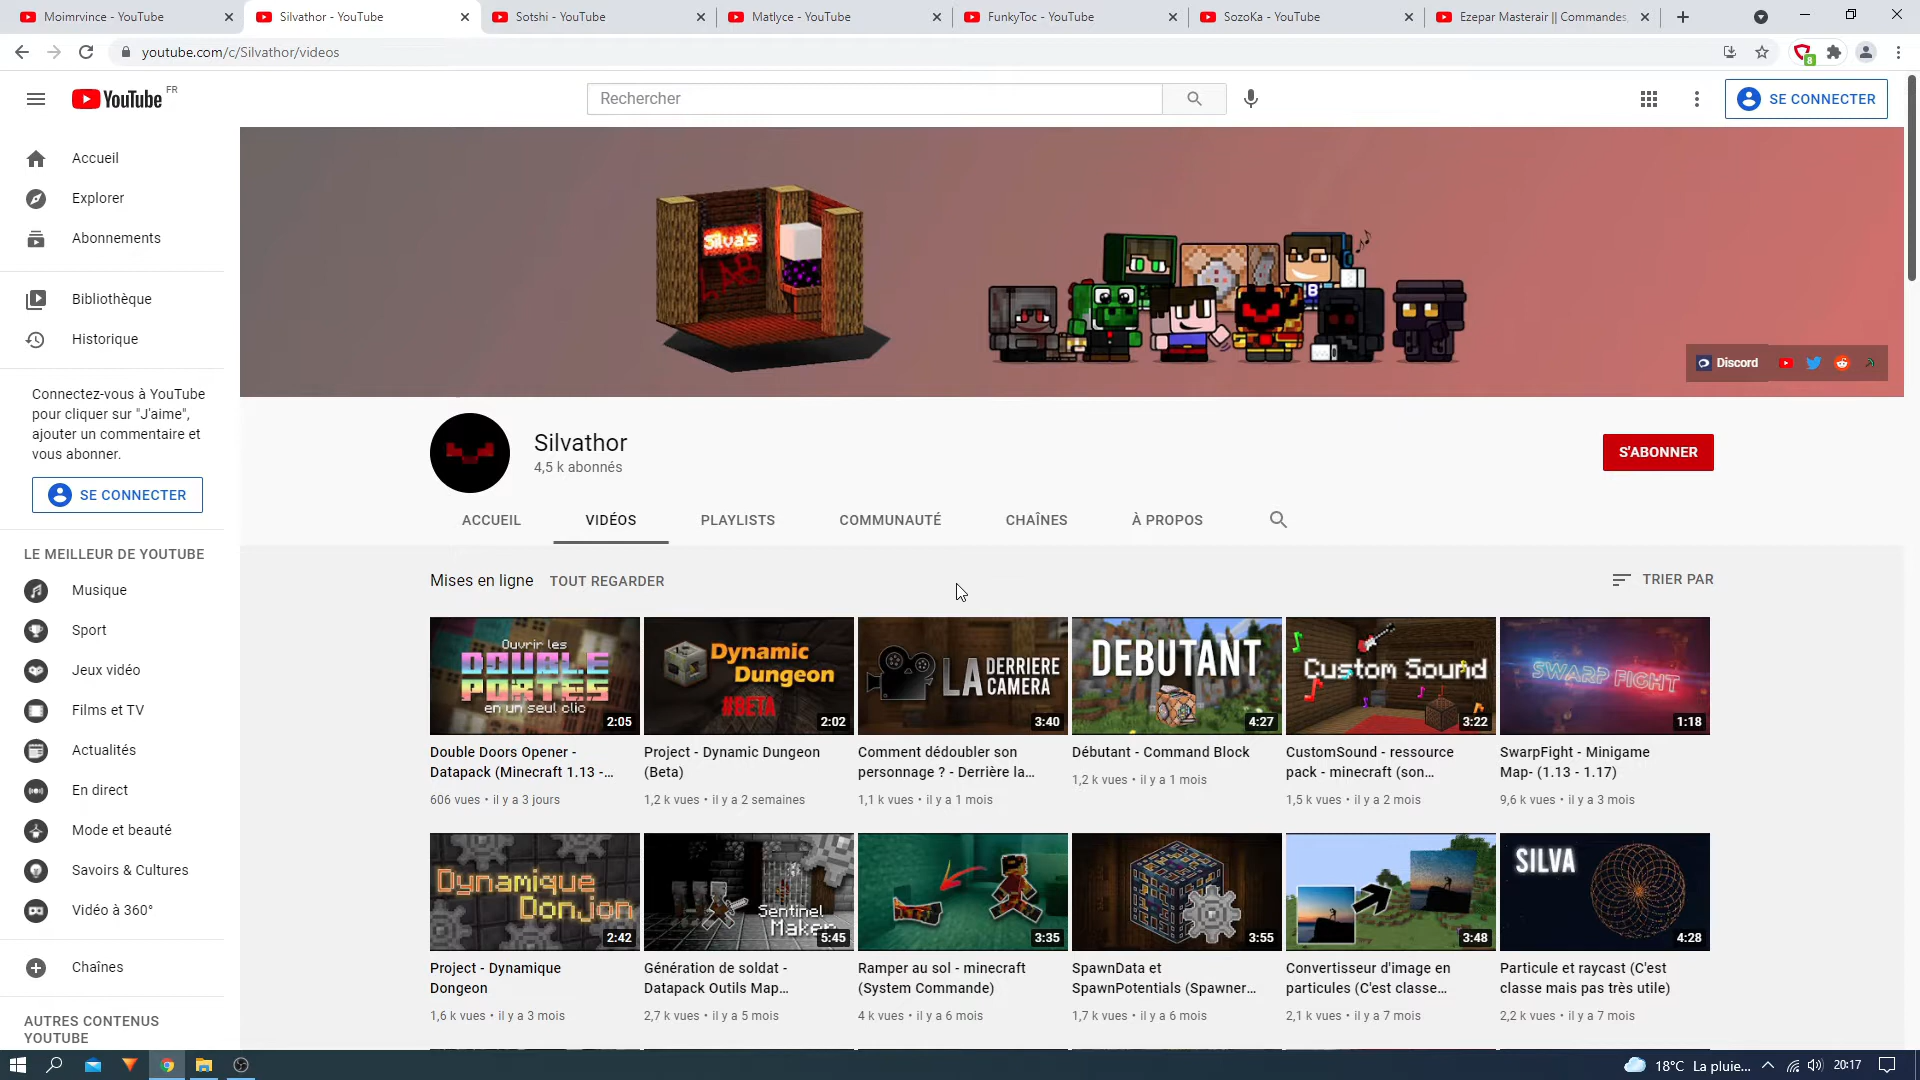 Moimrvince - YouTube
Silvathor - YouTube
Sotshi - YouTube
Matlyce - YouTube
FunkyToc - YouTube
SozoKa - YouTube
Ezepar Masterair || Commandes
youtube.com/c/Silvathor/videos
8
YouTube FR
Rechercher
SE CONNECTER
Accueil
Explorer
Abonnements
Bibliothèque
Historique
Connectez-vous à YouTube
pour cliquer sur "J'aime",
ajouter un commentaire et
vous abonner.
SE CONNECTER
LE MEILLEUR DE YOUTUBE
Musique
Sport
Jeux vidéo
Films et TV
Actualités
En direct
Mode et beauté
Savoirs & Cultures
Vidéo à 360°
Chaînes
AUTRES CONTENUS
YOUTUBE
Silva's
LAB
Discord
Silvathor
4,5 k abonnés
S'ABONNER
ACCUEIL
VIDÉOS
PLAYLISTS
COMMUNAUTÉ
CHAÎNES
À PROPOS
Mises en ligne
TOUT REGARDER
TRIER PAR
Ouvrir les
DOUBLE
PORTES
en un seul clic
2:05
Dynamic
Dungeon
#BETA
2:02
LA DERRIERE
CAMERA
3:40
DEBUTANT
4:27
Custom Sound
3:22
SWARP FIGHT
1:18
Double Doors Opener -
Datapack (Minecraft 1.13 -...
606 vues • il y a 3 jours
Project - Dynamic Dungeon
(Beta)
1,2 k vues • il y a 2 semaines
Comment dédoubler son
personnage ? - Derrière la...
1,1 k vues • il y a 1 mois
Débutant - Command Block
1,2 k vues • il y a 1 mois
CustomSound - ressource
pack - minecraft (son...
1,5 k vues • il y a 2 mois
SwarpFight - Minigame
Map- (1.13 - 1.17)
9,6 k vues • il y a 3 mois
Dynamique
Donjon
2:42
Sentinel
Maker
5:45
3:35
3:55
3:48
SILVA
4:28
Project - Dynamique
Dongeon
1,6 k vues • il y a 3 mois
Génération de soldat -
Datapack Outils Map...
2,7 k vues • il y a 5 mois
Ramper au sol - minecraft
(System Commande)
4 k vues • il y a 6 mois
SpawnData et
SpawnPotentials (Spawner...
1,7 k vues • il y a 6 mois
Convertisseur d'image en
particules (C'est classe...
2,1 k vues • il y a 7 mois
Particule et raycast (C'est
classe mais pas très utile)
2,2 k vues • il y a 7 mois
18°C La pluie...
20:17